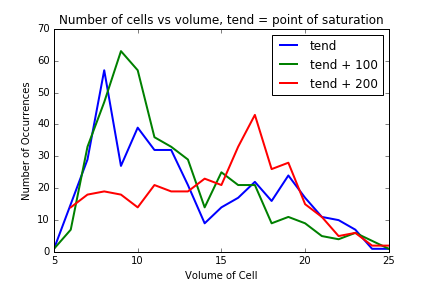 Number of cells vs volume, tend = point of saturation
70
60
50
40
30
20
10
0
Number of Occurrences
tend
tend + 100
tend + 200
5
10
15
20
25
Volume of Cell